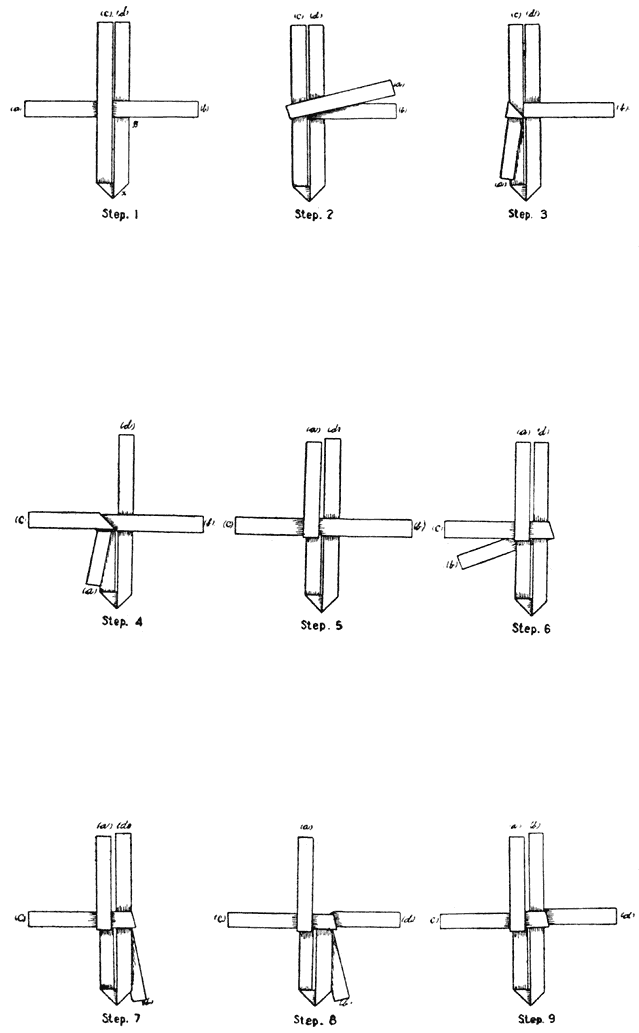 (c) (d)
(a) (b)
B
x
Step. 1
(c) (d)
(a)
(b)
Step. 2
(c) (d)
(b)
(a)
Step. 3
(d)
(c) (b)
(a)
Step. 4
(a) (d)
(c) (b)
Step. 5
(a) (d)
(c)
(b)
Step. 6
(a) (d)
(c)
(b)
Step. 7
(a)
(c) (d)
(b)
Step. 8
(a) (b)
(c) (d)
Step. 9